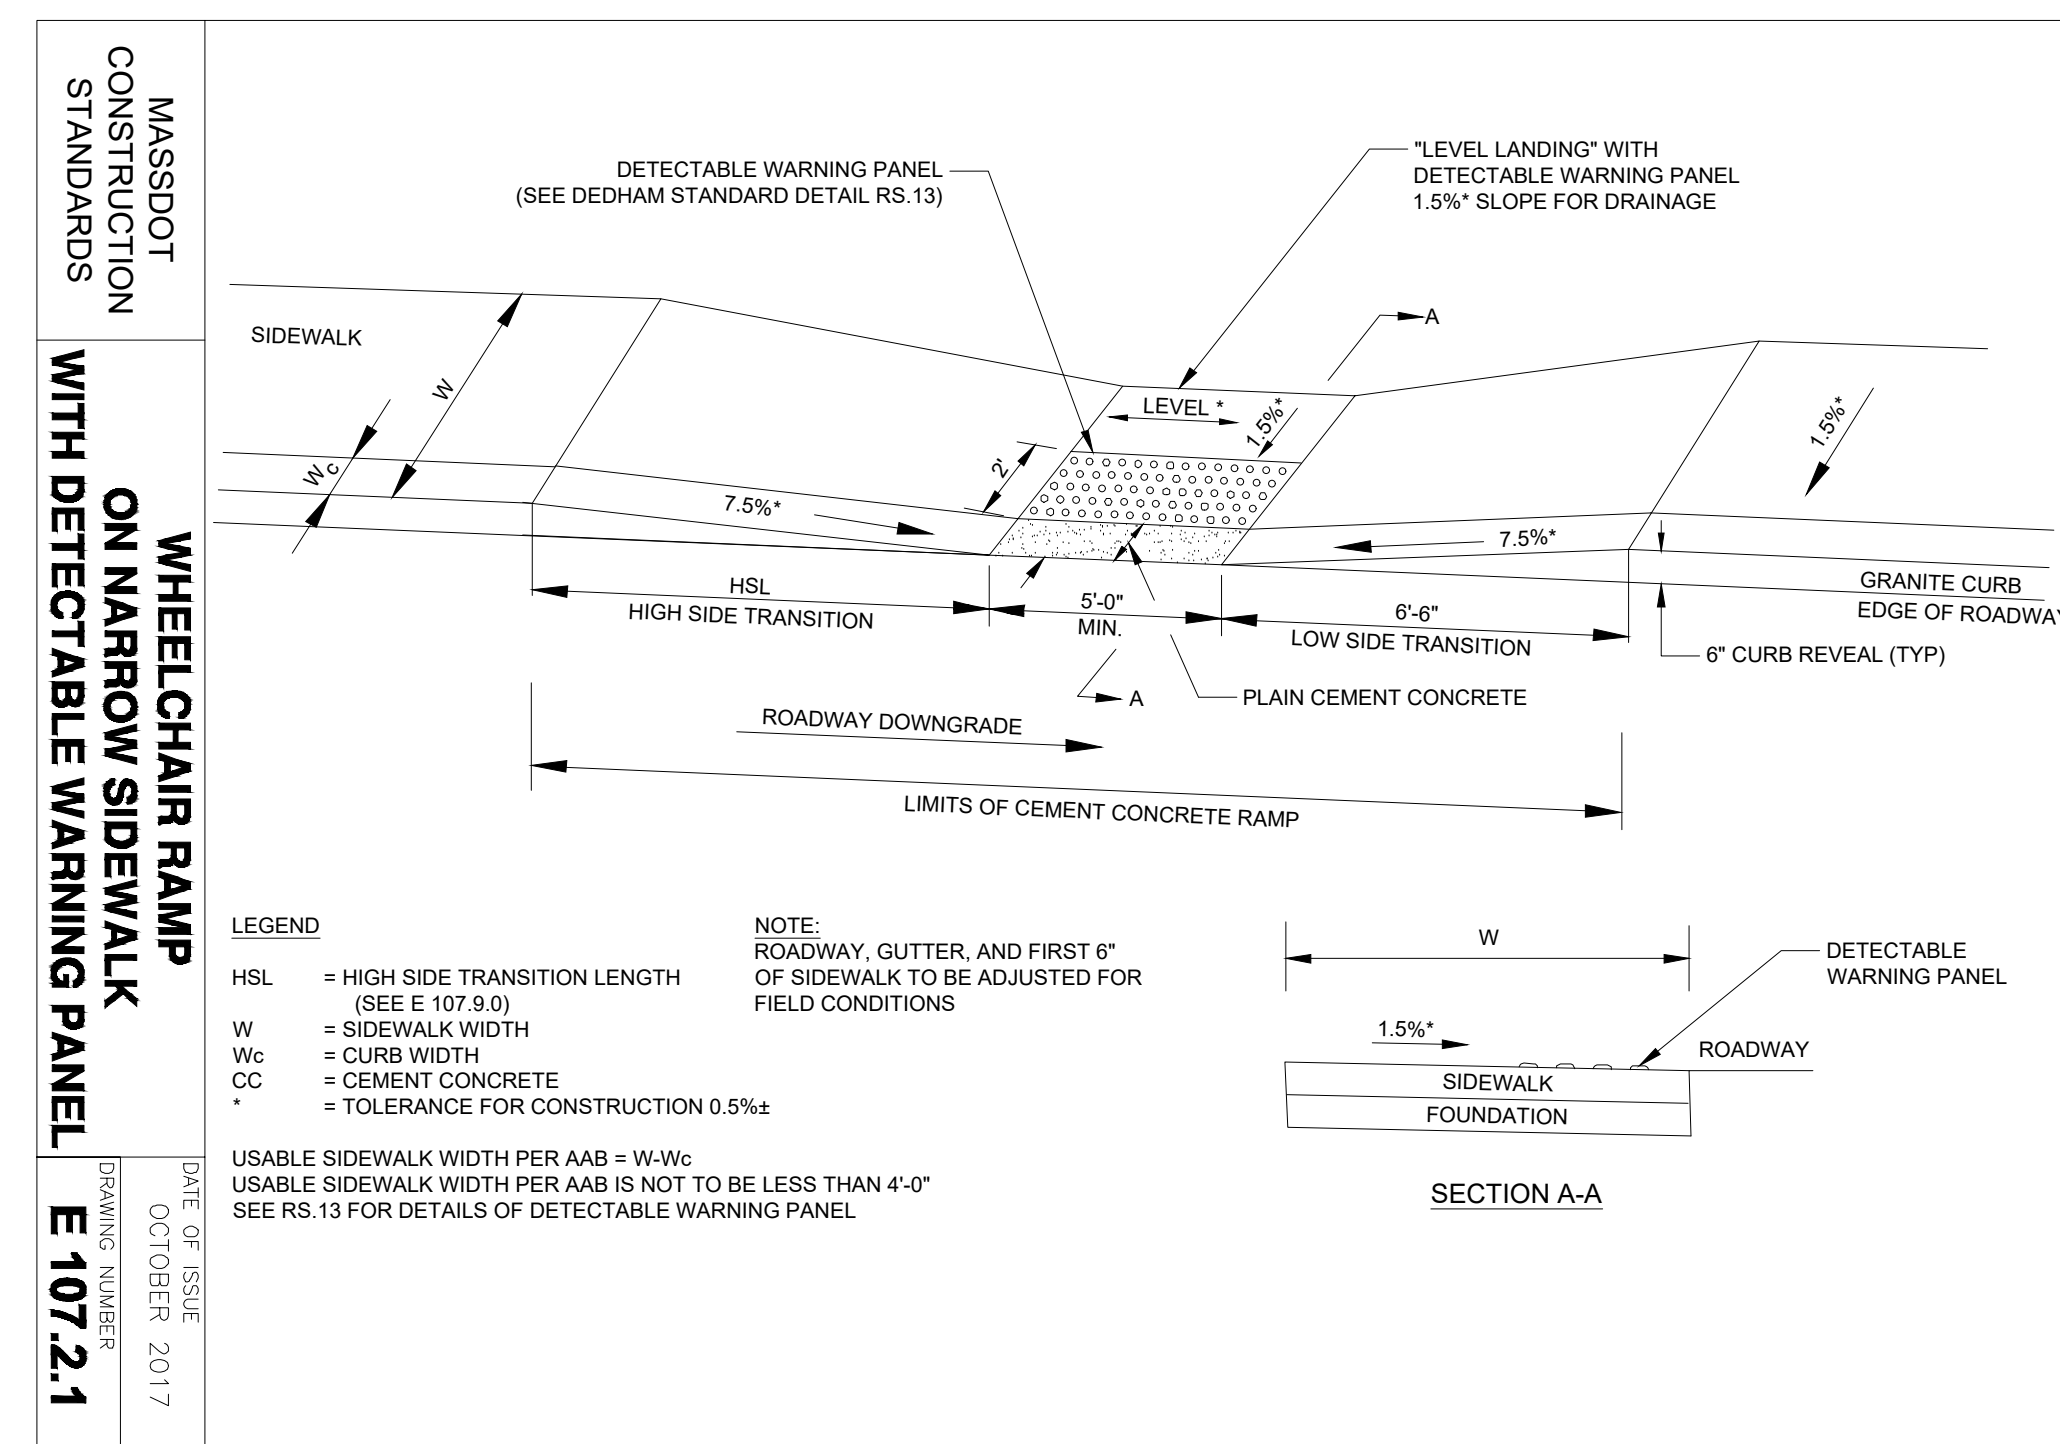 MASSDOT
CONSTRUCTION
STANDARDS
WHEELCHAIR RAMP
ON NARROW SIDEWALK
WITH DETECTABLE WARNING PANEL
DATE OF ISSUE
OCTOBER 2017
DRAWING NUMBER
E 107.2.1
DETECTABLE WARNING PANEL
(SEE DEDHAM STANDARD DETAIL RS.13)
"LEVEL LANDING" WITH
DETECTABLE WARNING PANEL
1.5%* SLOPE FOR DRAINAGE
A
SIDEWALK
W
Wc
LEVEL *
1.5%*
1.5%*
2'
7.5%*
7.5%*
HSL
HIGH SIDE TRANSITION
5'-0"
MIN.
6'-6"
LOW SIDE TRANSITION
GRANITE CURB
EDGE OF ROADWAY
6" CURB REVEAL (TYP)
A
PLAIN CEMENT CONCRETE
ROADWAY DOWNGRADE
LIMITS OF CEMENT CONCRETE RAMP
LEGEND
HSL = HIGH SIDE TRANSITION LENGTH
(SEE E 107.9.0)
W = SIDEWALK WIDTH
Wc = CURB WIDTH
CC = CEMENT CONCRETE
* = TOLERANCE FOR CONSTRUCTION 0.5%±
USABLE SIDEWALK WIDTH PER AAB = W-Wc
USABLE SIDEWALK WIDTH PER AAB IS NOT TO BE LESS THAN 4'-0"
SEE RS.13 FOR DETAILS OF DETECTABLE WARNING PANEL
NOTE:
ROADWAY, GUTTER, AND FIRST 6"
OF SIDEWALK TO BE ADJUSTED FOR
FIELD CONDITIONS
W
DETECTABLE
WARNING PANEL
1.5%*
ROADWAY
SIDEWALK
FOUNDATION
SECTION A-A